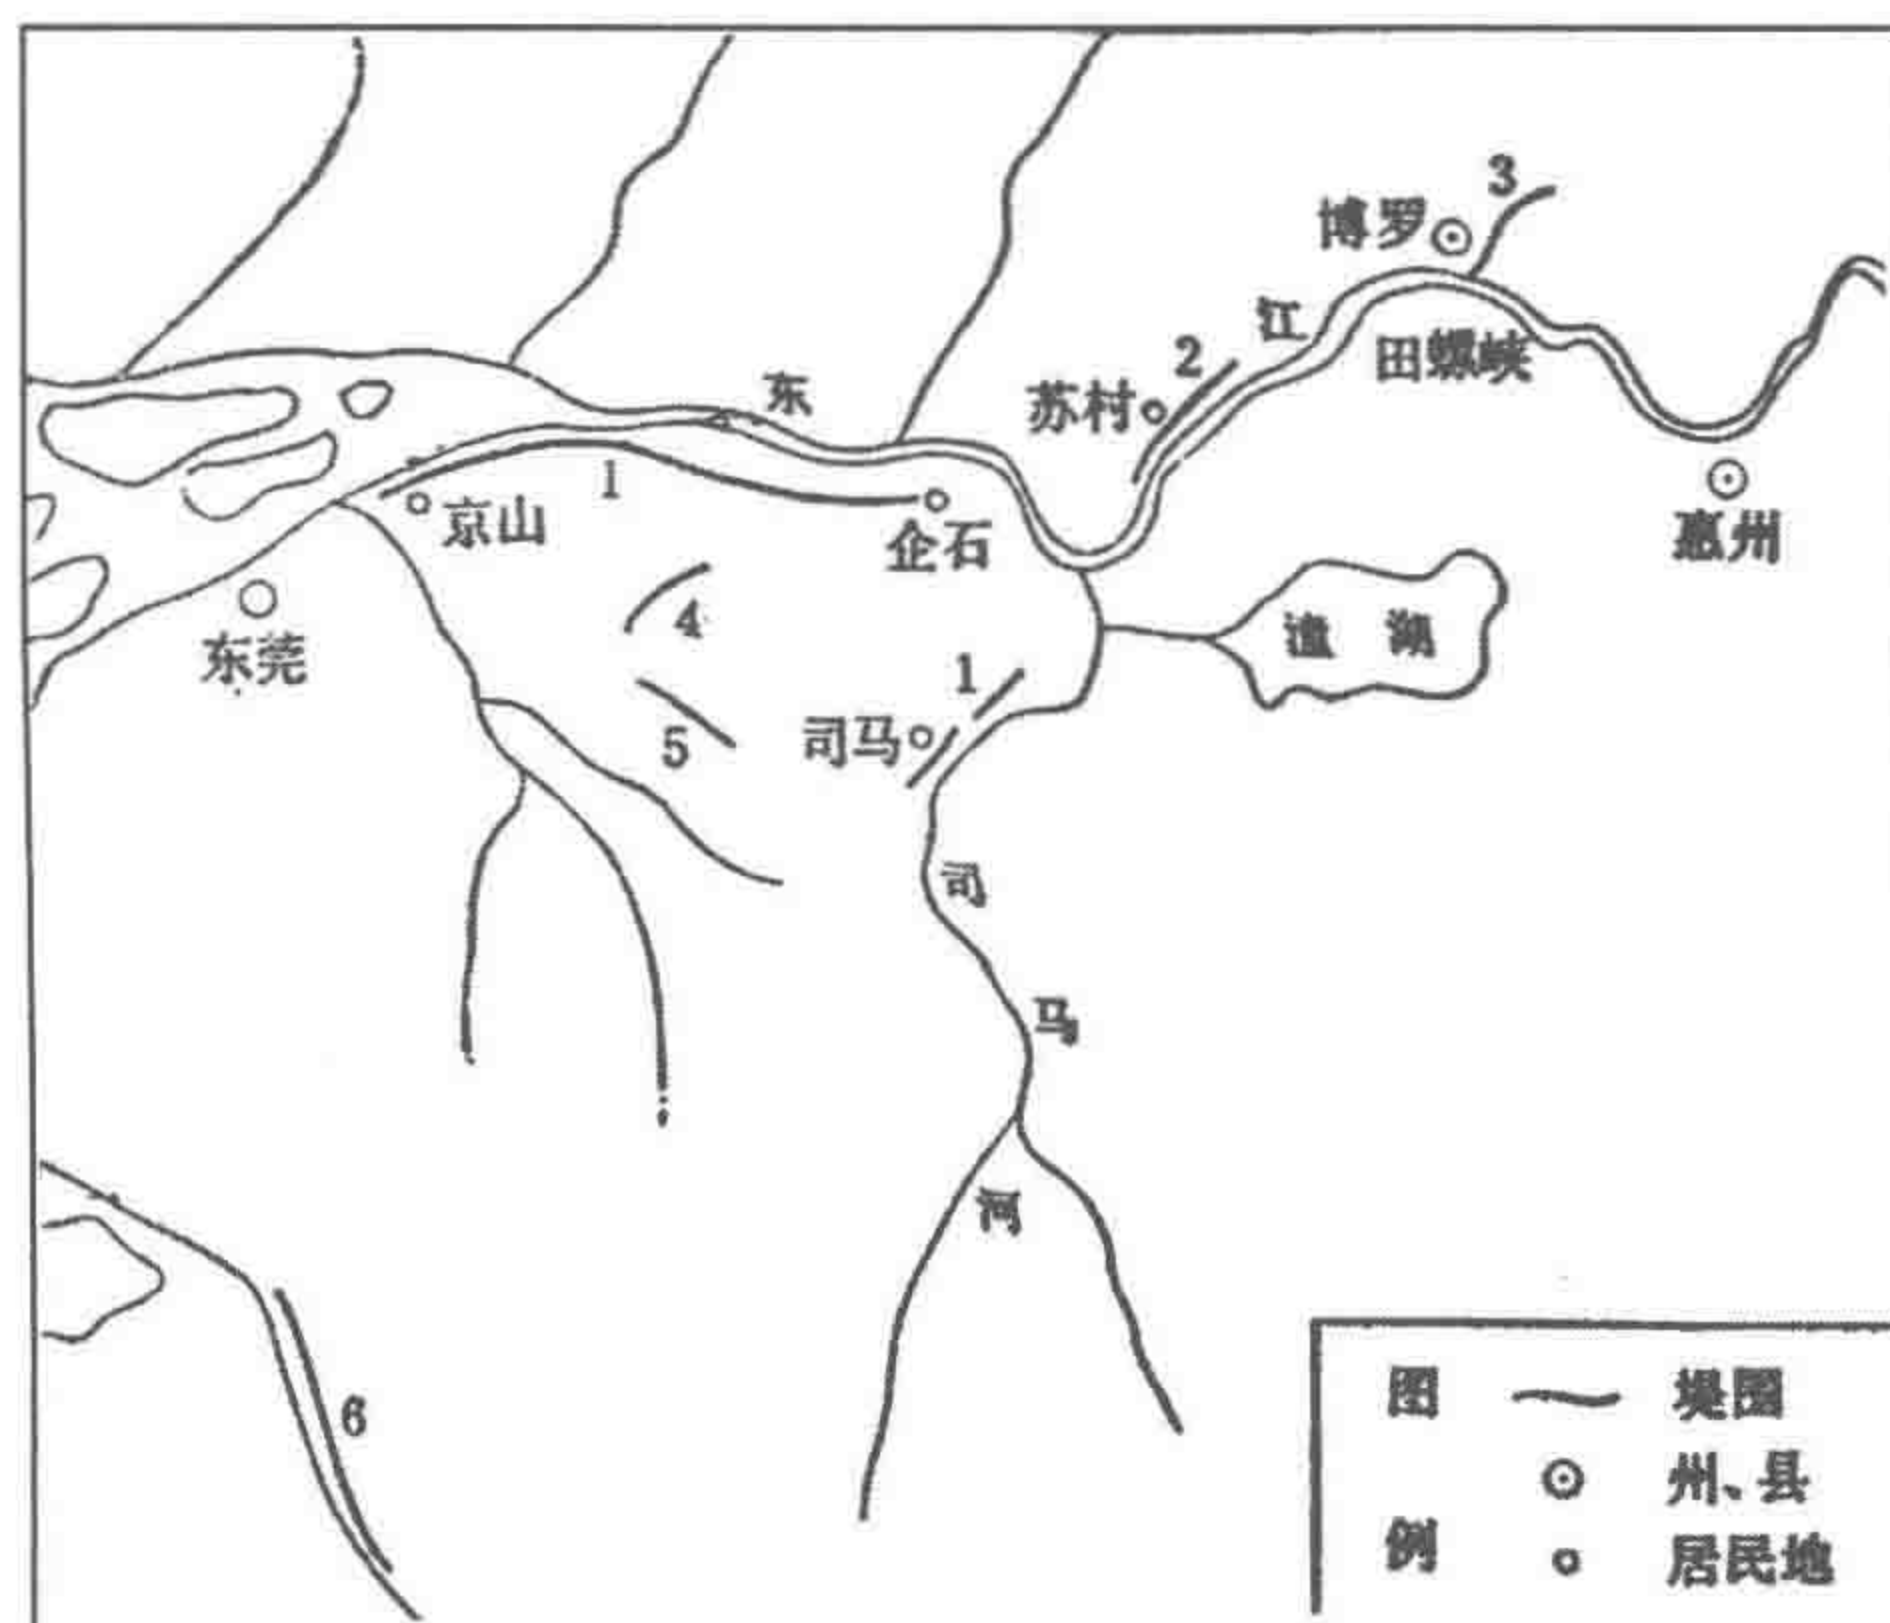 3
博罗
江
田螺峡
2
苏村
东
1
京山
企石
惠州
4
东莞
潼 湖
1
司马
5
司
马
河
6
图 堤围
州、县
例 居民地